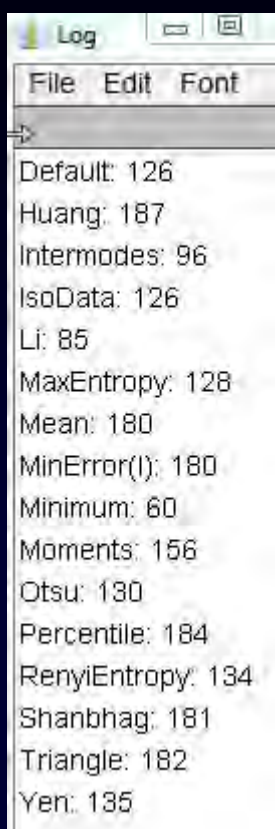 Log
File Edit Font
Default: 126
Huang: 187
Intermodes: 96
IsoData: 126
Li: 85
MaxEntropy: 128
Mean: 180
MinError(I): 180
Minimum: 60
Moments: 156
Otsu: 130
Percentile: 184
RenyiEntropy: 134
Shanbhag: 181
Triangle: 182
Yen: 135